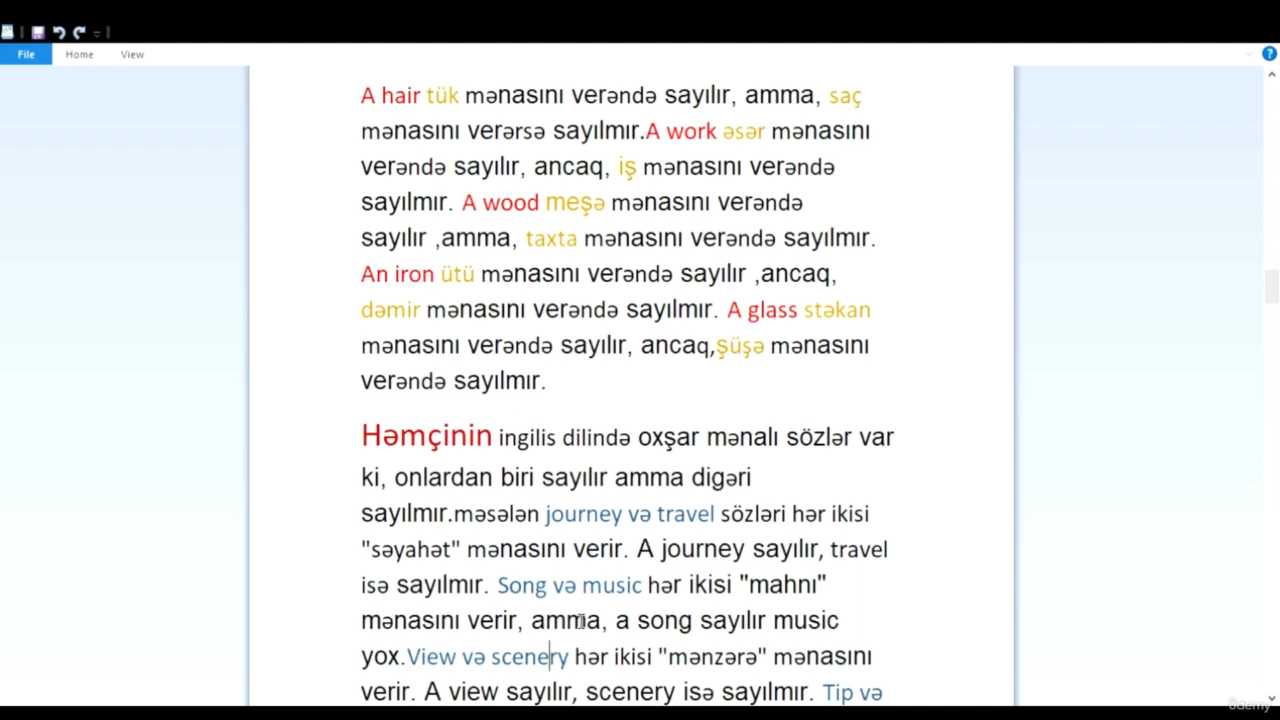 File Home View
A hair tük mənasını verəndə sayılır, amma, saç
mənasını verərsə sayılmır.A work əsər mənasını
verəndə sayılır, ancaq, iş mənasını verəndə
sayılmır. A wood meşə mənasını verəndə
sayılır ,amma, taxta mənasını verəndə sayılmır.
An iron ütü mənasını verəndə sayılır ,ancaq,
dəmir mənasını verəndə sayılmır. A glass stəkan
mənasını verəndə sayılır, ancaq,şüşə mənasını
verəndə sayılmır.
Həmçinin ingilis dilində oxşar mənalı sözlər var
ki, onlardan biri sayılır amma digəri
sayılmır.məsələn journey və travel sözləri hər ikisi
"səyahət" mənasını verir. A journey sayılır, travel
isə sayılmır. Song və music hər ikisi "mahnı"
mənasını verir, amma, a song sayılır music
yox.View və scenery hər ikisi "mənzərə" mənasını
verir. A view sayılır, scenery isə sayılmır. Tip və
ûdemy